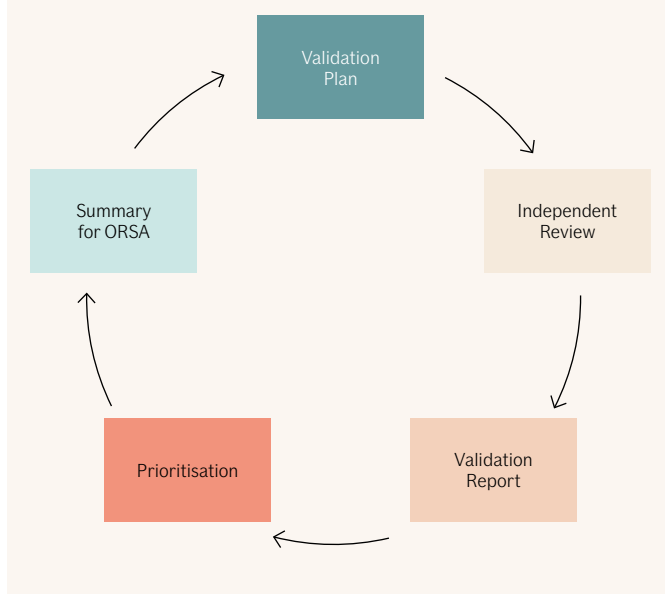 Validation
Plan
Independent
Review
Validation
Report
Prioritisation
Summary
for ORSA